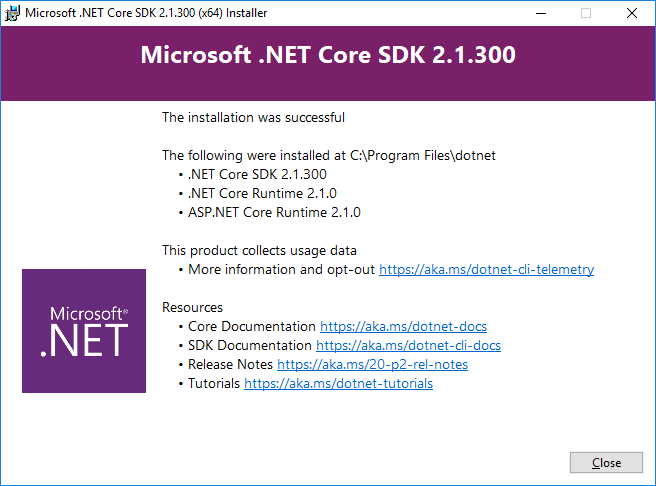 Microsoft .NET Core SDK 2.1.300 (x64) Installer
Microsoft .NET Core SDK 2.1.300
The installation was successful
The following were installed at C:\Program Files\dotnet
• .NET Core SDK 2.1.300
• .NET Core Runtime 2.1.0
• ASP.NET Core Runtime 2.1.0
This product collects usage data
• More information and opt-out https://aka.ms/dotnet-cli-telemetry
Microsoft®
.NET
Resources
• Core Documentation https://aka.ms/dotnet-docs
• SDK Documentation https://aka.ms/dotnet-cli-docs
• Release Notes https://aka.ms/20-p2-rel-notes
• Tutorials https://aka.ms/dotnet-tutorials
Close